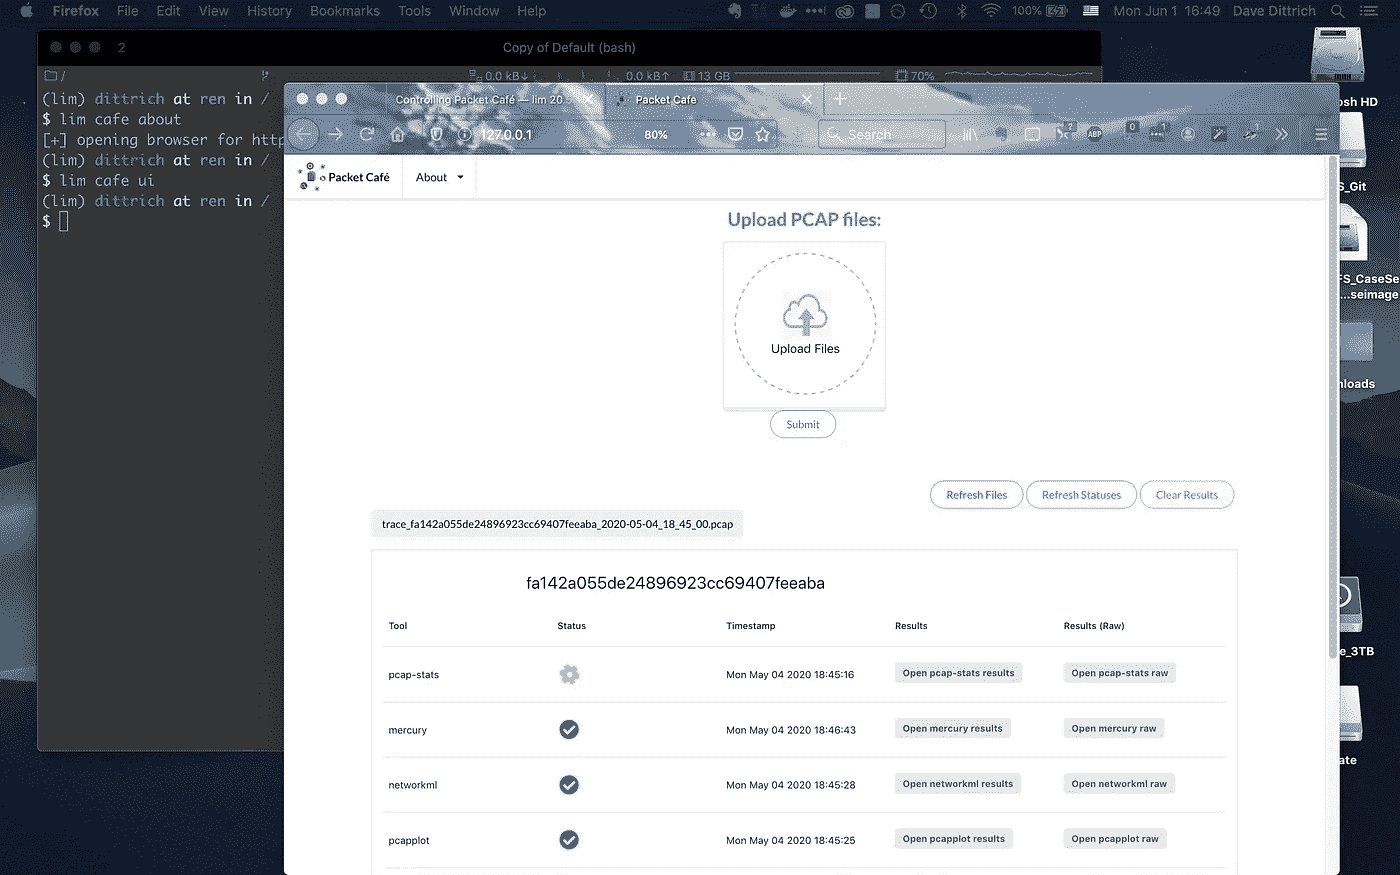 Firefox File Edit View History Bookmarks Tools Window Help 100% Mon Jun 1 16:49 Dave Dittrich
2 Copy of Default (bash)
/ 0.0 kB↓ 0.0 kB↑ 13 GB 70%
(lim) dittrich at ren in /
$ lim cafe about
[+] opening browser for http
(lim) dittrich at ren in /
$ lim cafe ui
(lim) dittrich at ren in /
$
Controlling Packet Café — lim 20.5
Packet Cafe
127.0.0.1 80% Search
ABP 0 1
Packet Café About
Upload PCAP files:
Upload Files
Submit
Refresh Files Refresh Statuses Clear Results
trace_fa142a055de24896923cc69407feeaba_2020-05-04_18_45_00.pcap
fa142a055de24896923cc69407feeaba
Tool Status Timestamp Results Results (Raw)
pcap-stats Mon May 04 2020 18:45:16 Open pcap-stats results Open pcap-stats raw
mercury Mon May 04 2020 18:46:43 Open mercury results Open mercury raw
networkml Mon May 04 2020 18:45:28 Open networkml results Open networkml raw
pcapplot Mon May 04 2020 18:45:25 Open pcapplot results Open pcapplot raw
osh HD
S_Git
FS_CaseSe
...seimage
nloads
e_3TB
ate